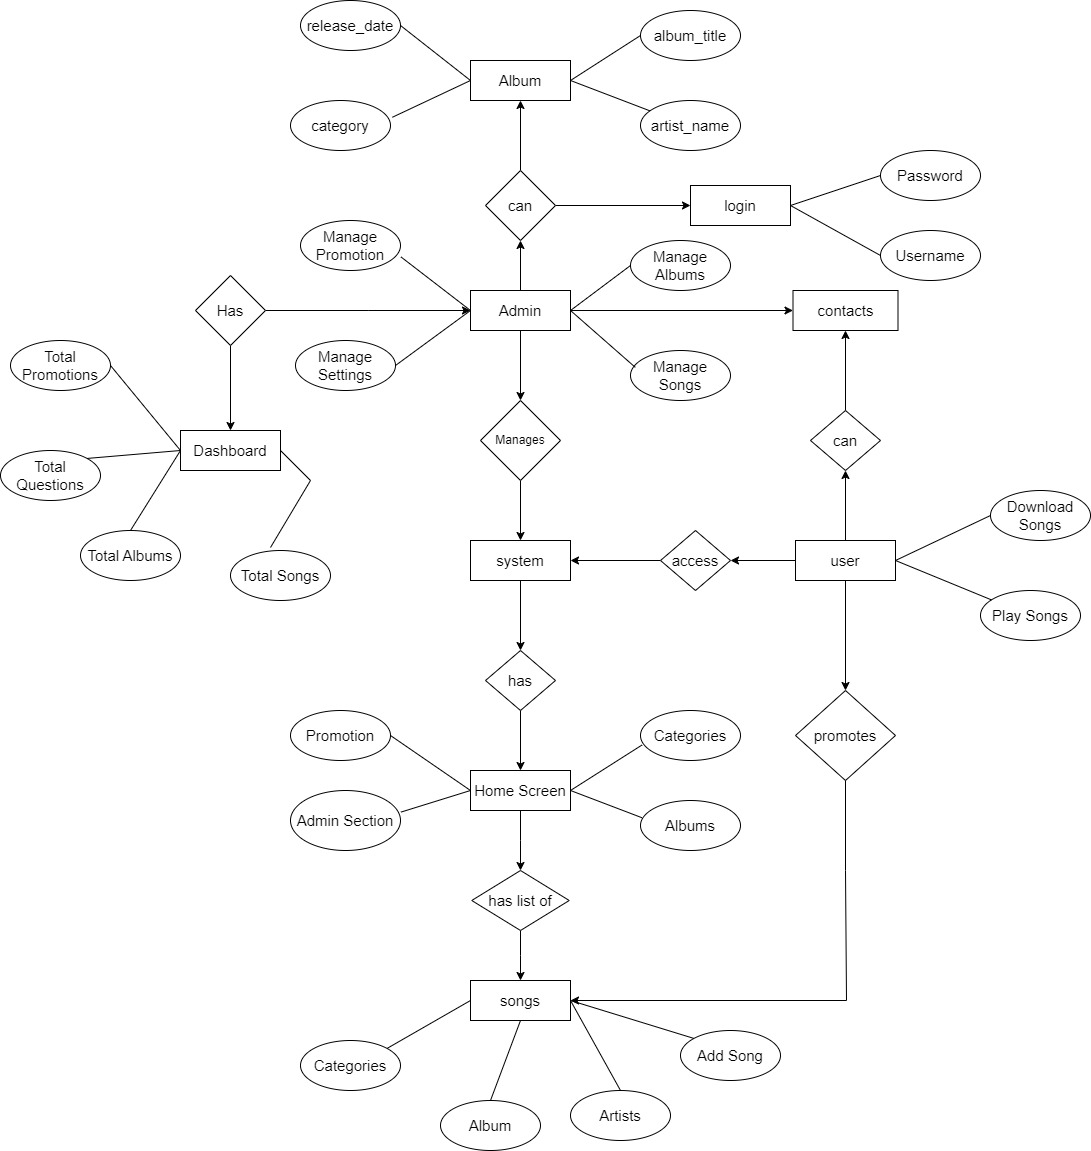 release_date
album_title
Album
category
artist_name
Password
can
login
Manage
Promotion
Username
Manage
Albums
Has
Admin
contacts
Total
Promotions
Manage
Settings
Manage
Songs
Dashboard
Manages
can
Total
Questions
Download
Songs
Total Albums
system
access
user
Total Songs
Play Songs
has
Promotion
Categories
promotes
Home Screen
Admin Section
Albums
has list of
songs
Categories
Add Song
Album
Artists